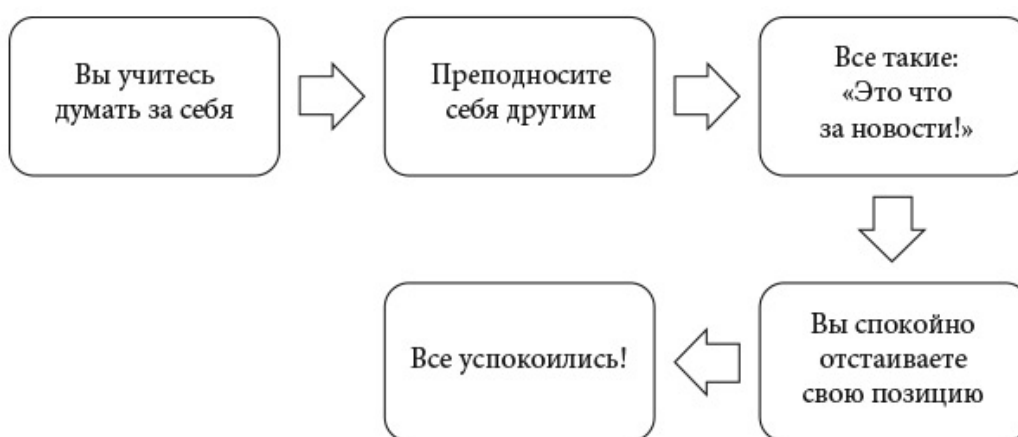 Вы учитесь
думать за себя
Преподносите
себя другим
Все такие:
«Это что
за новости!»
Вы спокойно
отстаиваете
свою позицию
Все успокоились!